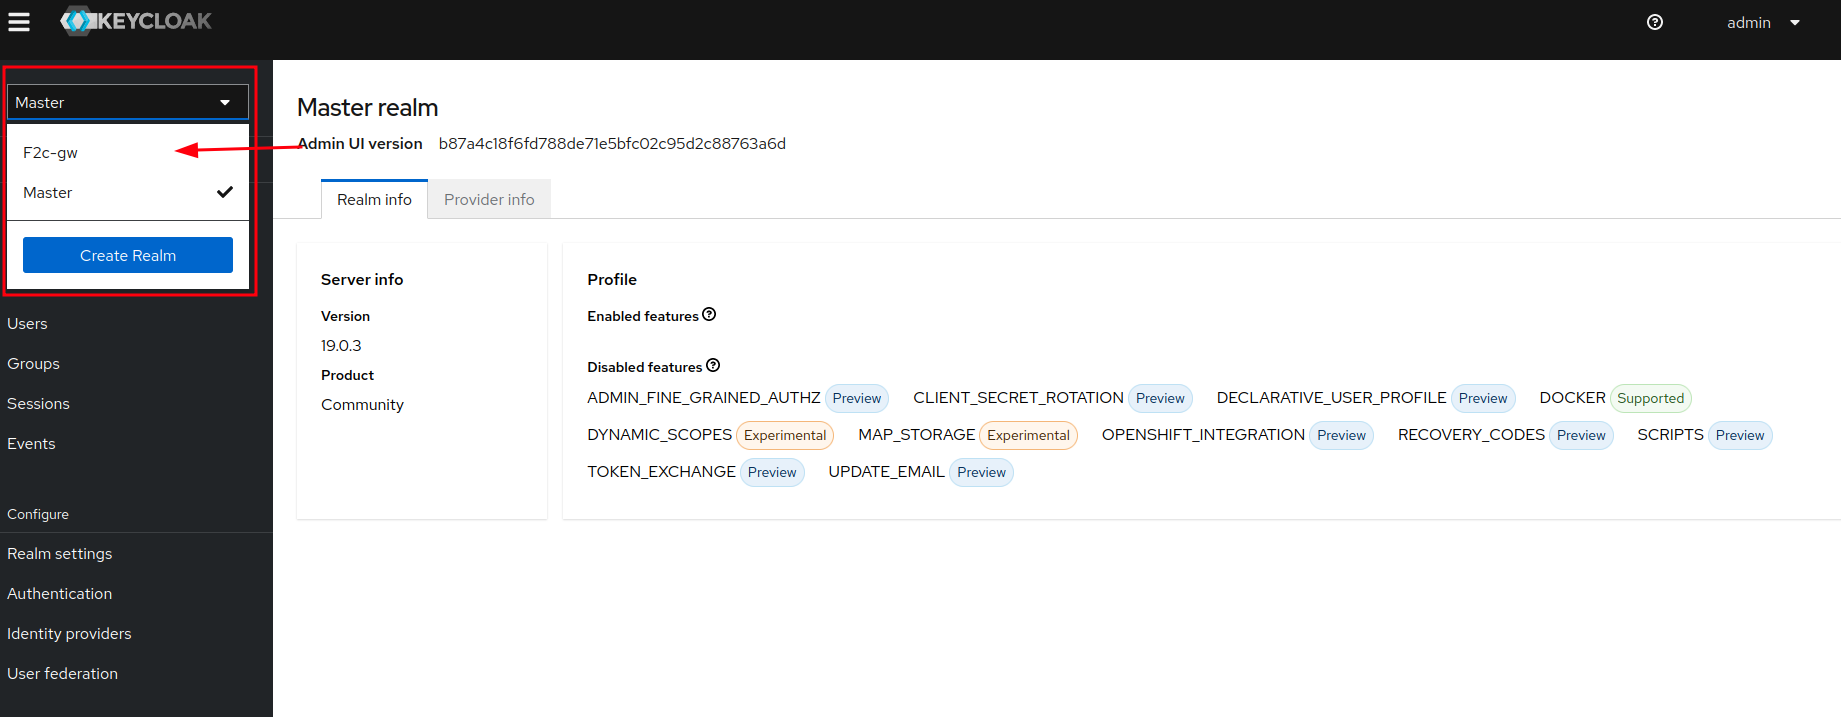 KEYCLOAK
admin
Master
F2c-gw
Master
Create Realm
Users
Groups
Sessions
Events
Configure
Realm settings
Authentication
Identity providers
User federation
Master realm
Admin UI version b87a4c18f6fd788de71e5bfc02c95d2c88763a6d
Realm info Provider info
Server info
Version
19.0.3
Product
Community
Profile
Enabled features
Disabled features
ADMIN_FINE_GRAINED_AUTHZ Preview CLIENT_SECRET_ROTATION Preview DECLARATIVE_USER_PROFILE Preview DOCKER Supported
DYNAMIC_SCOPES Experimental MAP_STORAGE Experimental OPENSHIFT_INTEGRATION Preview RECOVERY_CODES Preview SCRIPTS Preview
TOKEN_EXCHANGE Preview UPDATE_EMAIL Preview